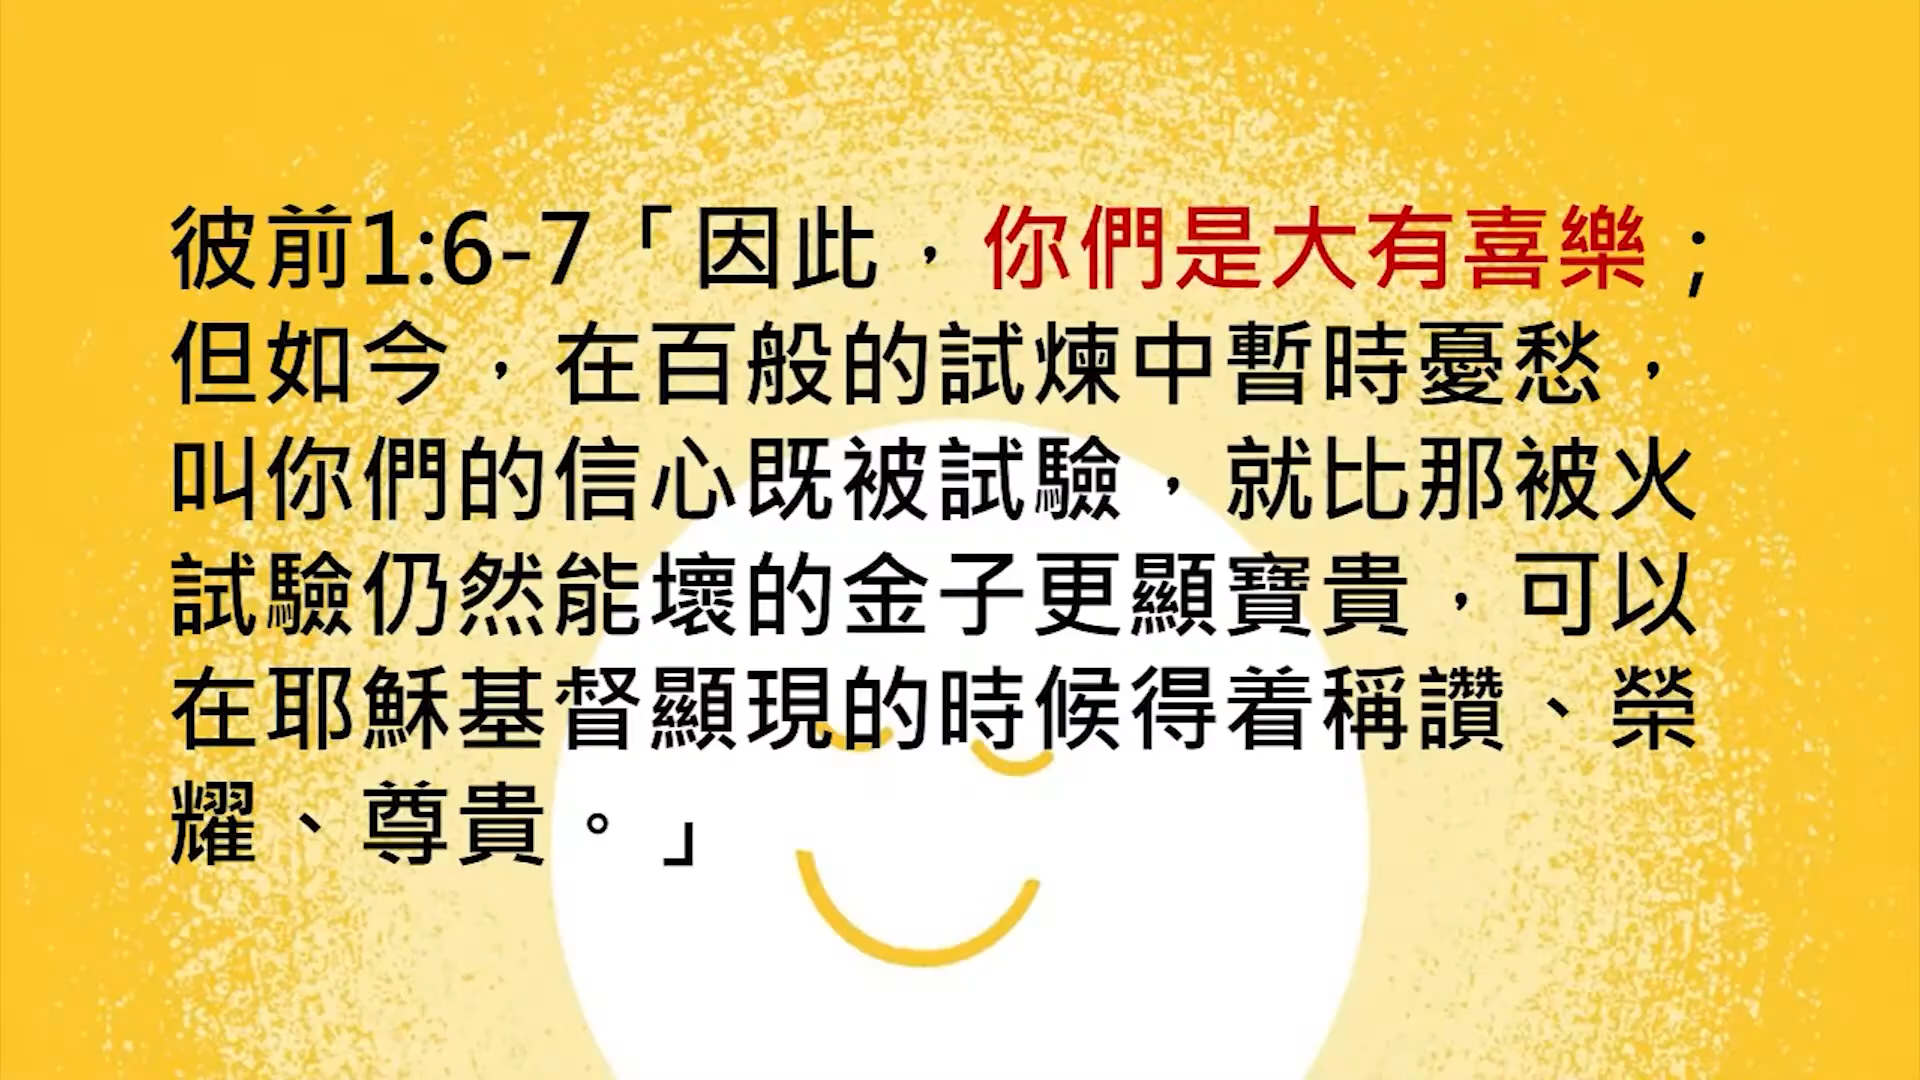 彼前1:6-7「因此，你們是大有喜樂；
但如今，在百般的試煉中暫時憂愁，
叫你們的信心既被試驗，就比那被火
試驗仍然能壞的金子更顯寶貴，可以
在耶穌基督顯現的時候得着稱讚、榮
耀、尊貴。」